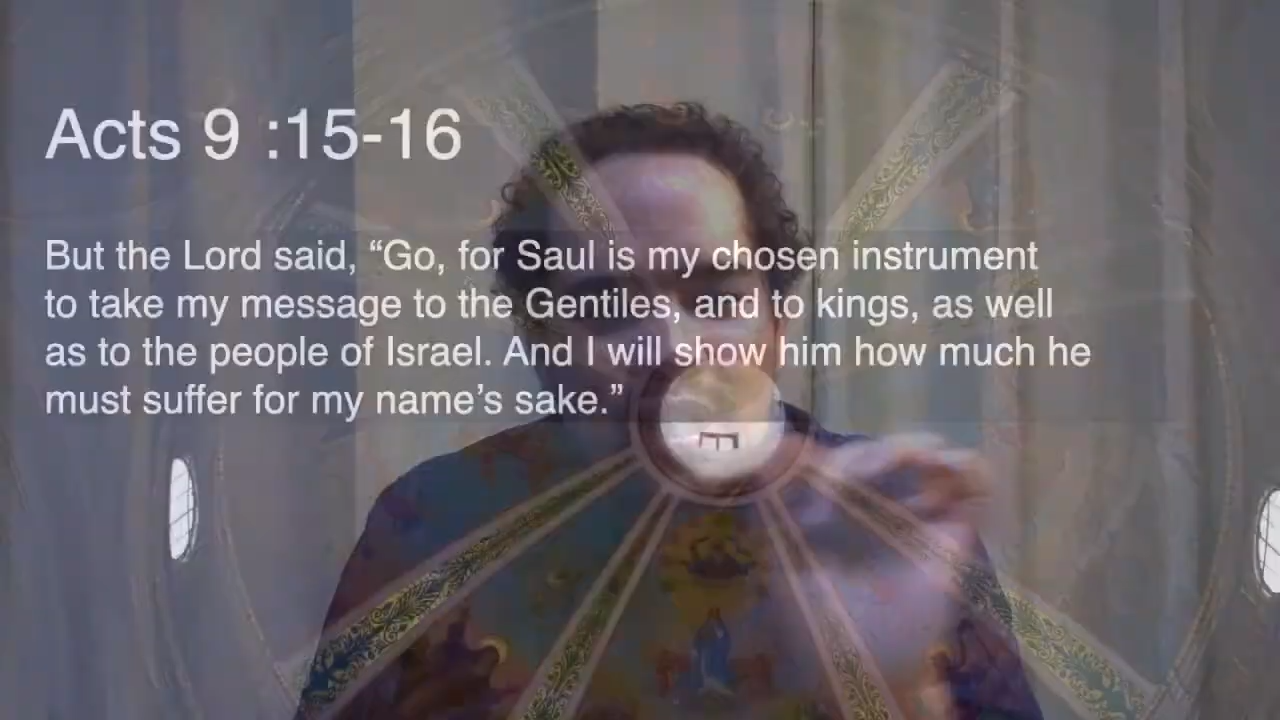 Acts 9 :15-16
But the Lord said, “Go, for Saul is my chosen instrument
to take my message to the Gentiles, and to kings, as well
as to the people of Israel. And I will show him how much he
must suffer for my name’s sake.”